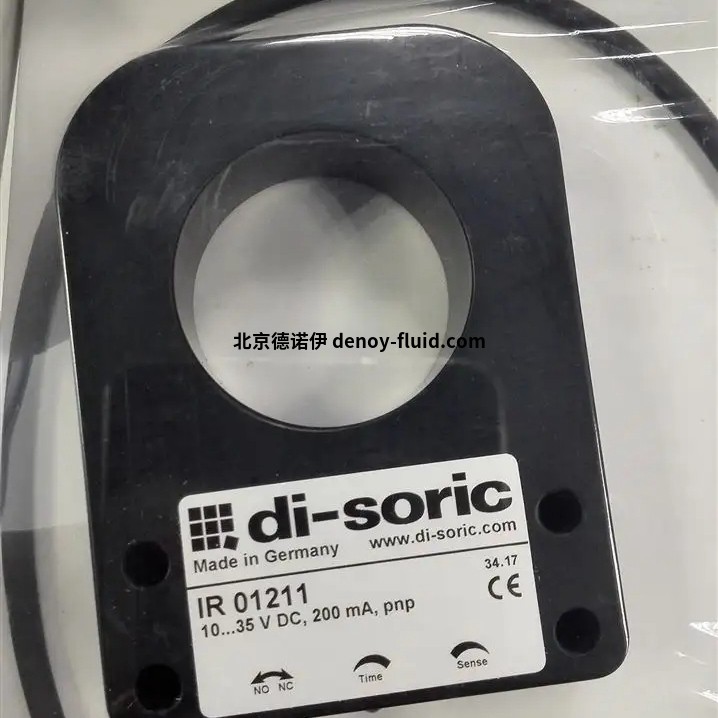 北京德诺伊 denoy-fluid.com
di-soric
Made in Germany www.di-soric.com
34.17
IR 01211 CE
10...35 V DC, 200 mA, pnp
NO NC Time Sense